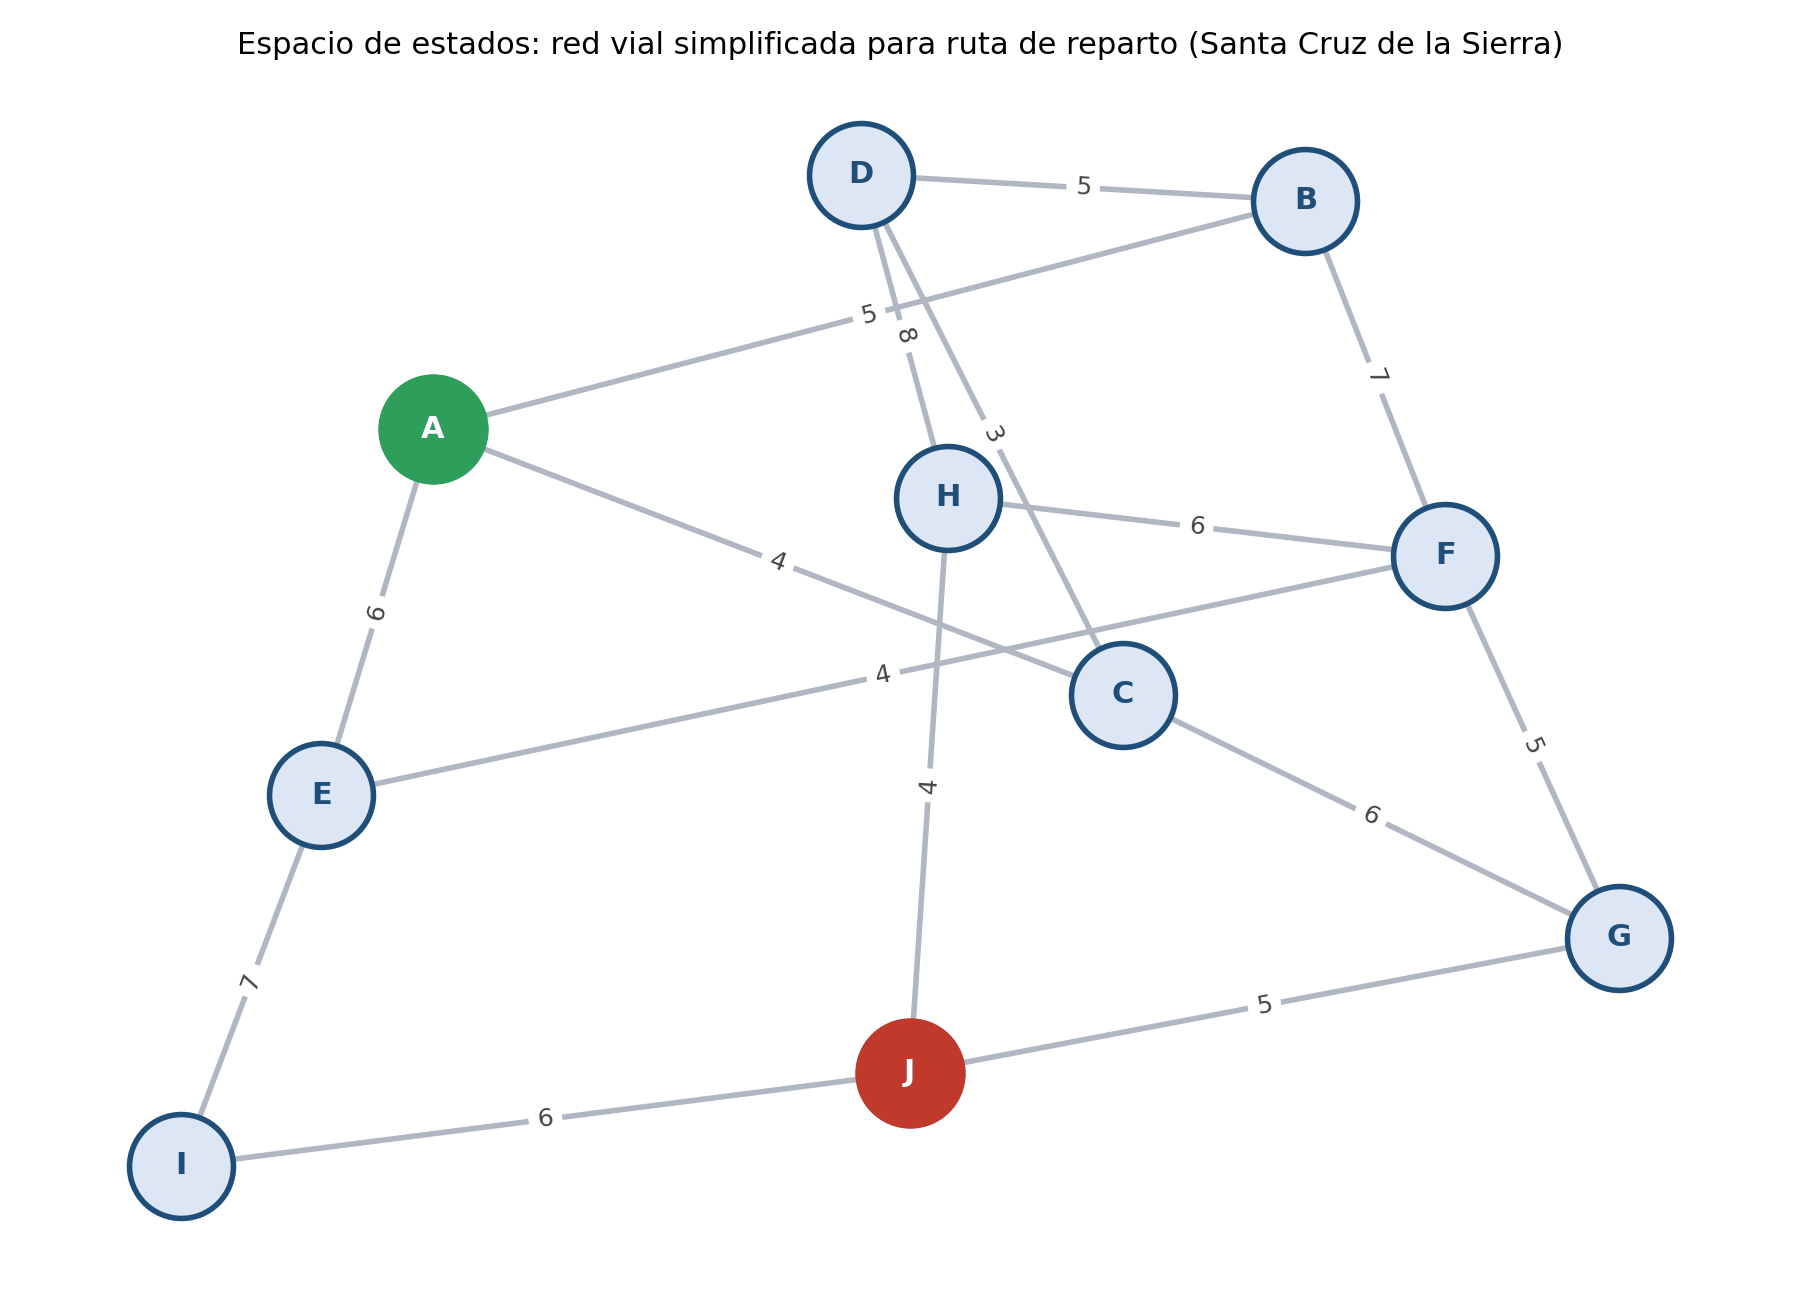 Espacio de estados: red vial simplificada para ruta de reparto (Santa Cruz de la Sierra)
D
5
B
5
8
7
A
3
H
6
F
4
6
4
C
5
E
4
6
G
7
5
J
6
I